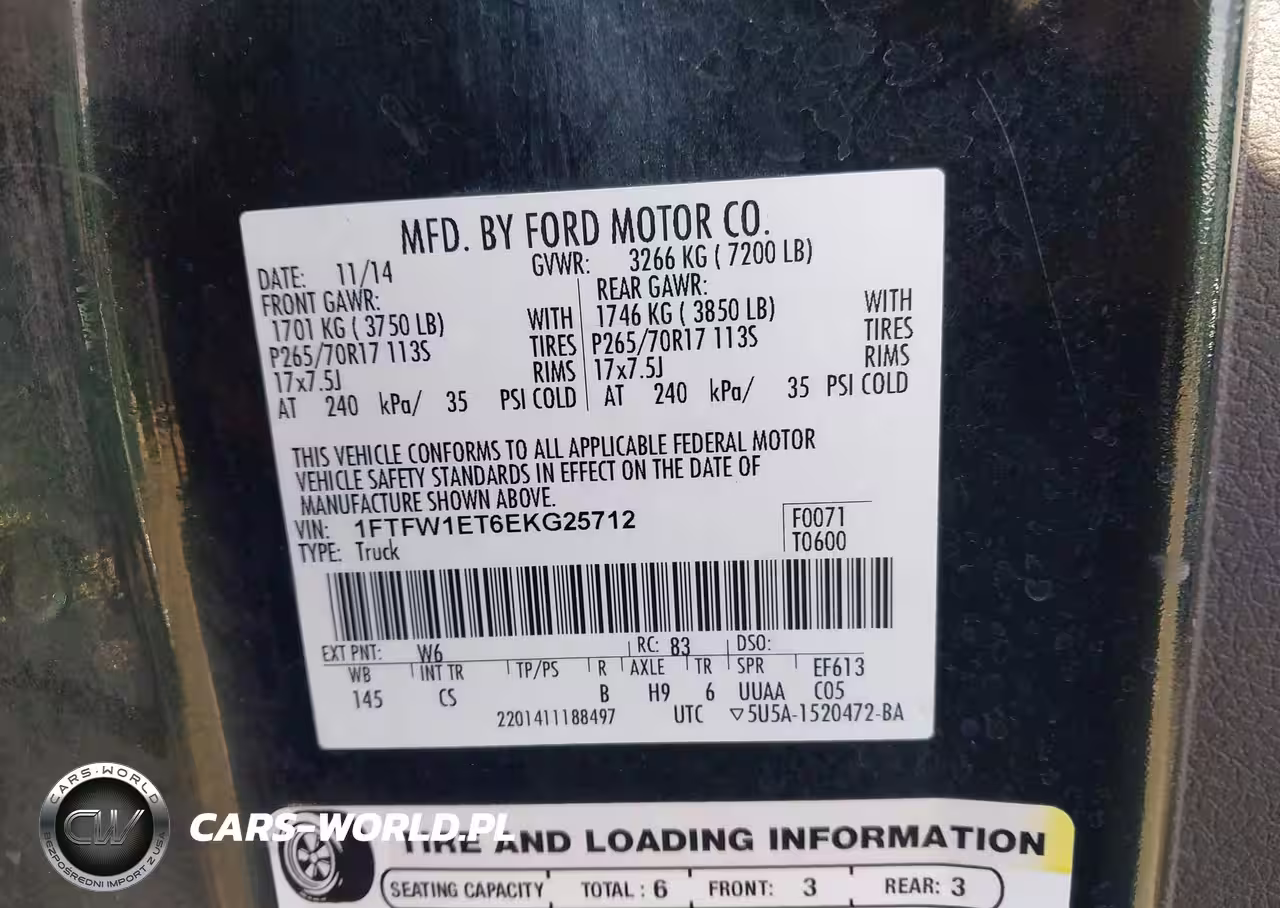 MFD. BY FORD MOTOR CO.
DATE: 11/14 GVWR: 3266 KG ( 7200 LB)
FRONT GAWR: REAR GAWR:
1701 KG ( 3750 LB) WITH 1746 KG ( 3850 LB) WITH
P265/70R17 113S TIRES P265/70R17 113S TIRES
17x7.5J RIMS 17x7.5J RIMS
AT 240 kPa/ 35 PSI COLD AT 240 kPa/ 35 PSI COLD
THIS VEHICLE CONFORMS TO ALL APPLICABLE FEDERAL MOTOR
VEHICLE SAFETY STANDARDS IN EFFECT ON THE DATE OF
MANUFACTURE SHOWN ABOVE.
VIN: 1FTFW1ET6EKG25712 F0071
TYPE: Truck T0600
EXT PNT: W6 RC: 83 DSO:
WB INT TR TP/PS R AXLE TR SPR EF613
145 CS B H9 6 UUAA C05
2201411188497 UTC ▽5U5A-1520472-BA
CARS-WORLD
CW
BEZPOŚREDNI IMPORT Z USA
CARS-WORLD.PL
TIRE AND LOADING INFORMATION
SEATING CAPACITY TOTAL : 6 FRONT: 3 REAR: 3